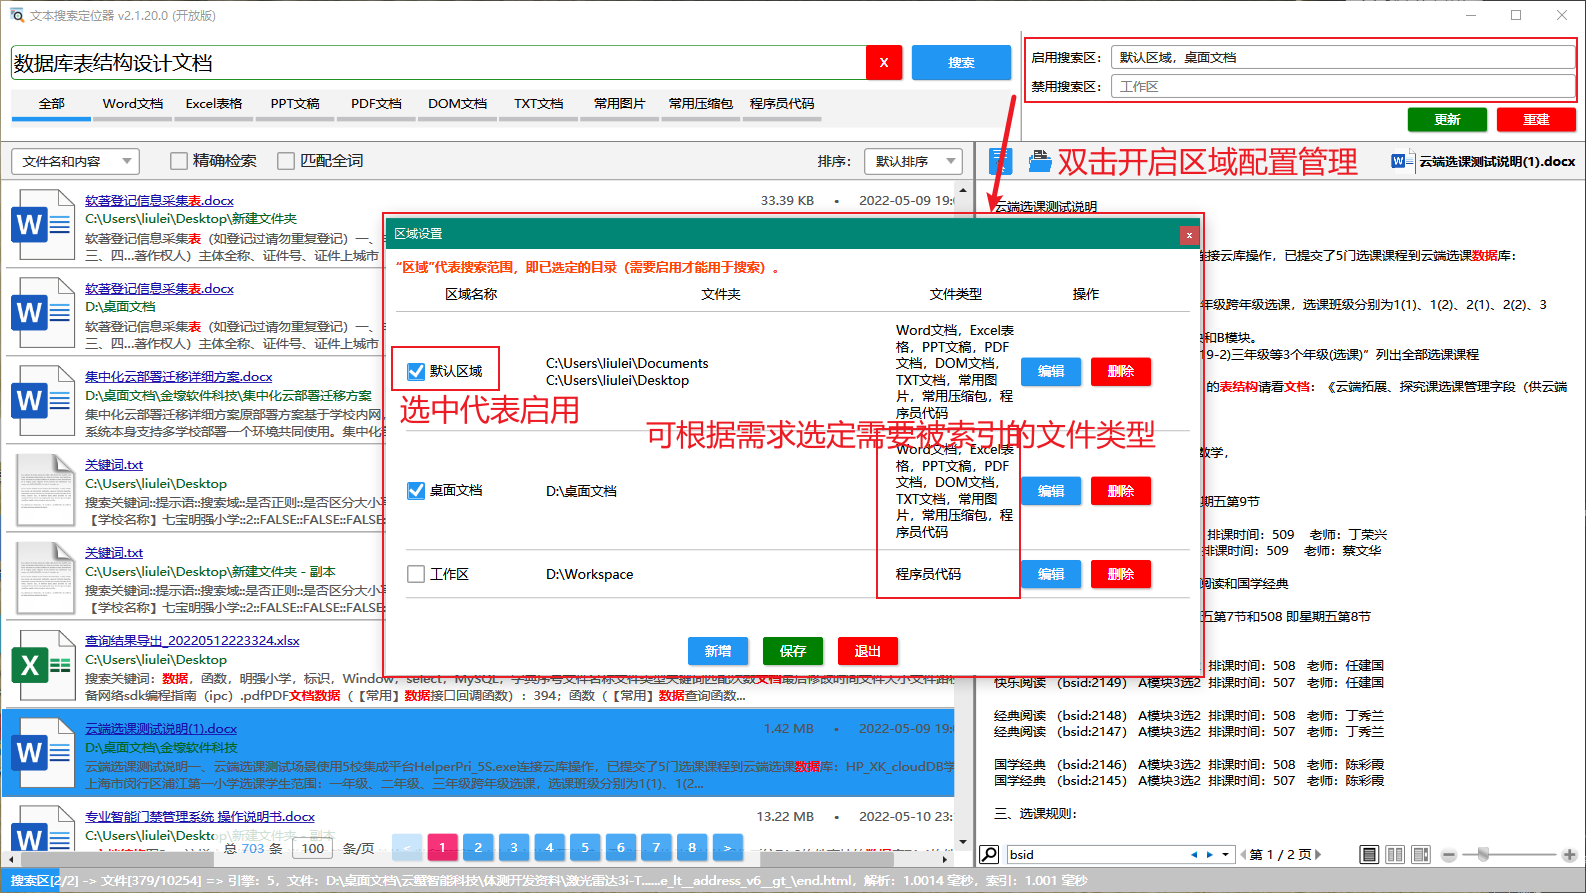 文本搜索定位器 v2.1.20.0 (开放版)
数据库表结构设计文档
X
搜索
启用搜索区： 默认区域，桌面文档
禁用搜索区： 工作区
更新
重建
全部 Word文档 Excel表格 PPT文稿 PDF文档 DOM文档 TXT文档 常用图片 常用压缩包 程序员代码
文件名和内容
精确检索
匹配全词
排序：
默认排序
双击开启区域配置管理
云端选课测试说明(1).docx
软著登记信息采集表.docx
33.39 KB • 2022-05-09 19:0
C:\Users\liulei\Desktop\新建文件夹
软著登记信息采集表（如登记过请勿重复登记）一、
三、四...著作权人）主体全称、证件号、证件上城市
软著登记信息采集表.docx
D:\桌面文档
软著登记信息采集表（如登记过请勿重复登记）一、
三、四...著作权人）主体全称、证件号、证件上城市
集中化云部署迁移详细方案.docx
D:\桌面文档\金壕软件科技\集中化云部署迁移方案
集中化云部署迁移详细方案原部署方案基于学校内网，
系统本身支持多学校部署一个环境共同使用。集中化
关键词.txt
C:\Users\liulei\Desktop
搜索关键词::提示语::搜索域::是否正则::是否区分大小写
【学校名称】七宝明强小学::2::FALSE::FALSE::FALSE
关键词.txt
C:\Users\liulei\Desktop\新建文件夹 - 副本
搜索关键词::提示语::搜索域::是否正则::是否区分大小写
【学校名称】七宝明强小学::2::FALSE::FALSE::FALSE
查询结果导出_20220512223324.xlsx
C:\Users\liulei\Desktop
搜索关键词：数据，函数，明强小学，标识，Window，select，MySQL，字典序号文件名称文件类型关键词匹配次数文档最后修改时间文件大小文件路径
备网络sdk编程指南（ipc）.pdfPDF文档数据（【常用】数据接口回调函数）：394；函数（【常用】数据查询函数...
云端选课测试说明(1).docx
1.42 MB • 2022-05-09 19:0
D:\桌面文档\金壕软件科技
云端选课测试说明一、云端选课测试场景使用5校集成平台HelperPri_5S.exe连接云库操作，已提交了5门选课课程到云端选课数据库：HP_XK_cloudDB学
上海市闵行区浦江第一小学选课学生范围：一年级、二年级、三年级跨年级选课，选课班级分别为1(1)、1(2...
专业智能门禁管理系统 操作说明书.docx
13.22 MB • 2022-05-10 23:
C:\Users\liulei\Desktop\新建文件夹 - 副本
总 703 条 100 条/页 < 1 2 3 4 5 6 7 8 >
区域设置
x
“区域”代表搜索范围，即已选定的目录（需要启用才能用于搜索）。
区域名称 文件夹 文件类型 操作
默认区域
C:\Users\liulei\Documents
C:\Users\liulei\Desktop
Word文档，Excel表
格，PPT文稿，PDF
文档，DOM文档，
TXT文档，常用图
片，常用压缩包，程
序员代码
编辑 删除
选中代表启用
可根据需求选定需要被索引的文件类型
桌面文档
D:\桌面文档
Word文档，Excel表
格，PPT文稿，PDF
文档，DOM文档，
TXT文档，常用图
片，常用压缩包，程
序员代码
编辑 删除
工作区
D:\Workspace
程序员代码
编辑 删除
新增 保存 退出
云端选课测试说明
连接云库操作，已提交了5门选课课程到云端选课数据库：
年级跨年级选课，选课班级分别为1(1)、1(2)、2(1)、2(2)、3
和B模块。
19-2)三年级等3个年级(选课)”列出全部选课课程
的表结构请看文档：《云端拓展、探究课选课管理字段（供云端
数学，
期五第9节
排课时间：509 老师：丁荣兴
排课时间：509 老师：蔡文华
阅读和国学经典
五第7节和508 即星期五第8节
排课时间：508 老师：任建国
快乐阅读 （bsid:2149） A模块3选2 排课时间：507 老师：任建国
经典阅读 （bsid:2148） A模块3选2 排课时间：508 老师：丁秀兰
经典阅读 （bsid:2147） A模块3选2 排课时间：507 老师：丁秀兰
国学经典 （bsid:2146） A模块3选2 排课时间：508 老师：陈彩霞
国学经典 （bsid:2145） A模块3选2 排课时间：507 老师：陈彩霞
三、选课规则：
bsid
第 1 / 2 页
搜索区[2/2] -> 文件[379/10254] => 引擎：5，文件：D:\桌面文档\云蟹智能科技\体测开发资料\激光雷达3i-T......e_lt__address_v6__gt_\end.html，解析：1.0014 毫秒，索引：1.001 毫秒